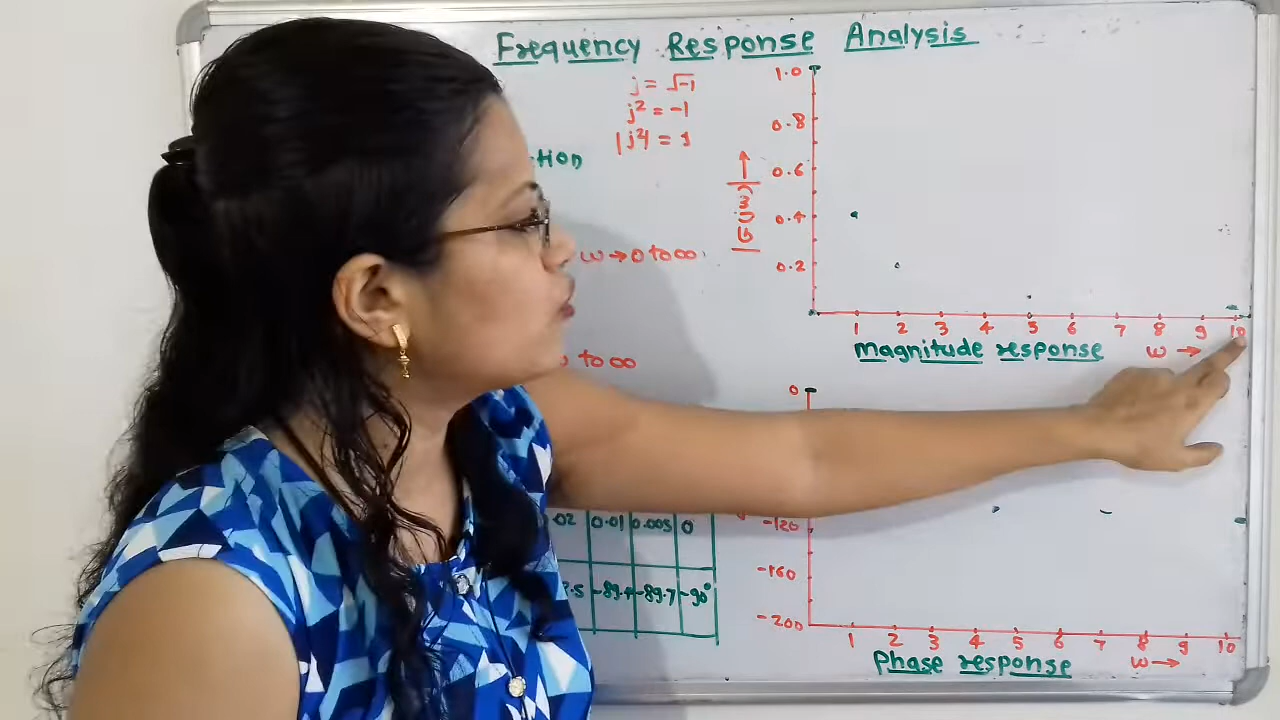 Frequency Response Analysis
j = √-1
j² = -1
|j²| = 1
tion
ω → 0 to ∞
to ∞
.02 0.01 0.005 0
.5 -89.4 -89.7 -90°
|G(jω)| →
1.0
0.8
0.6
0.4
0.2
1 2 3 4 5 6 7 8 9 10
Magnitude response ω →
0
-120
-160
-200
1 2 3 4 5 6 7 8 9 10
Phase response ω →